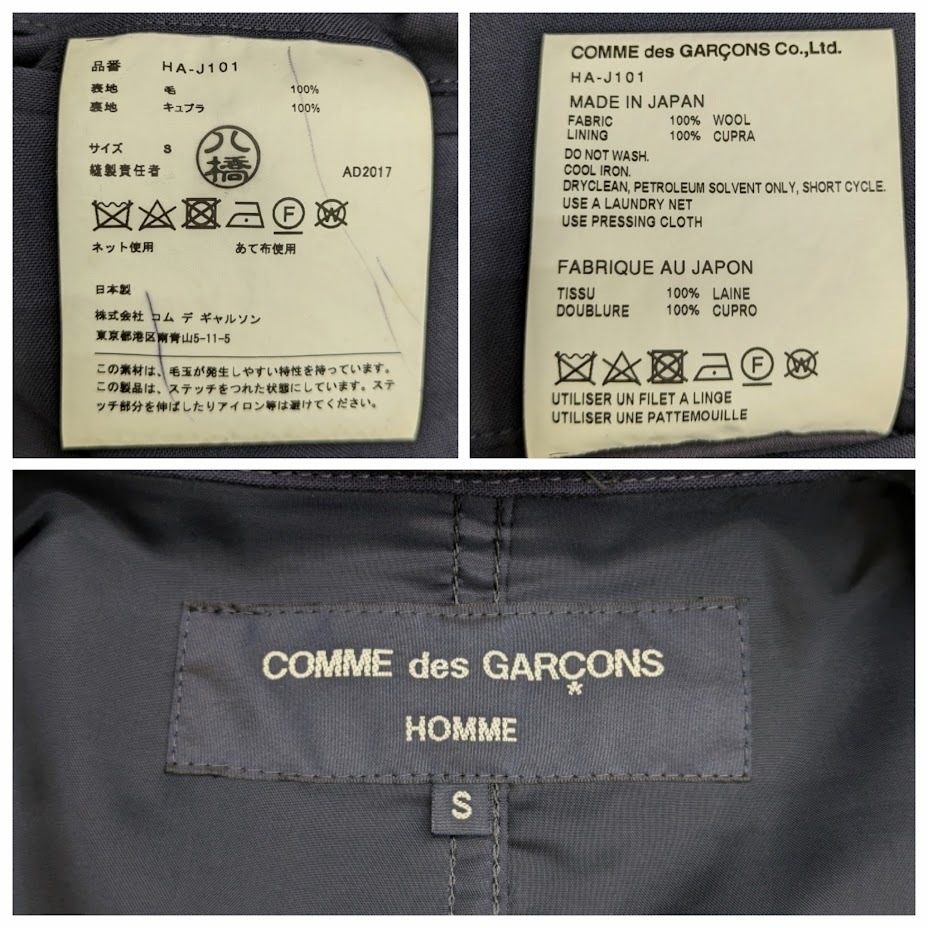 品番 HA-J101
表地 毛 100%
裏地 キュプラ 100%
サイズ S
縫製責任者 八橋 AD2017
F W
ネット使用 あて布使用
日本製
株式会社 コム デ ギャルソン
東京都港区南青山5-11-5
この素材は、毛玉が発生しやすい特性を持っています。
この製品は、ステッチをつれた状態にしています。ステ
ッチ部分を伸ばしたりアイロン等は避けてください。
COMME des GARÇONS Co.,Ltd.
HA-J101
MADE IN JAPAN
FABRIC 100% WOOL
LINING 100% CUPRA
DO NOT WASH.
COOL IRON.
DRYCLEAN, PETROLEUM SOLVENT ONLY, SHORT CYCLE.
USE A LAUNDRY NET
USE PRESSING CLOTH
FABRIQUE AU JAPON
TISSU 100% LAINE
DOUBLURE 100% CUPRO
F W
UTILISER UN FILET A LINGE
UTILISER UNE PATTEMOUILLE
COMME des GARÇONS
HOMME
S